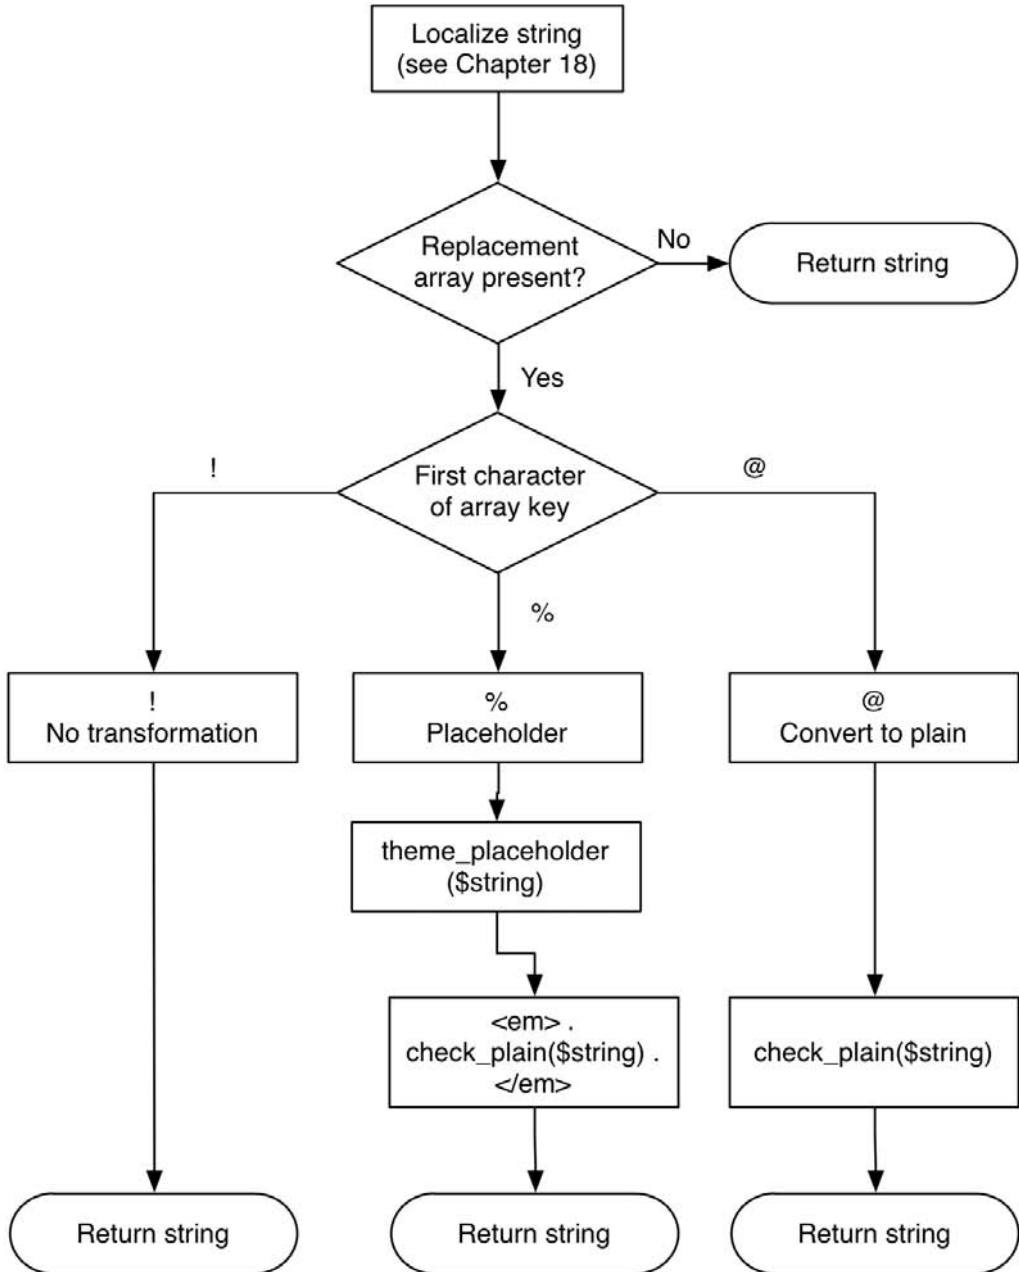 Localize string
(see Chapter 18)
Replacement
array present?
No
Return string
Yes
!
First character
of array key
@
%
!
No transformation
%
Placeholder
@
Convert to plain
theme_placeholder
($string)
<em> .
check_plain($string) .
</em>
check_plain($string)
Return string
Return string
Return string